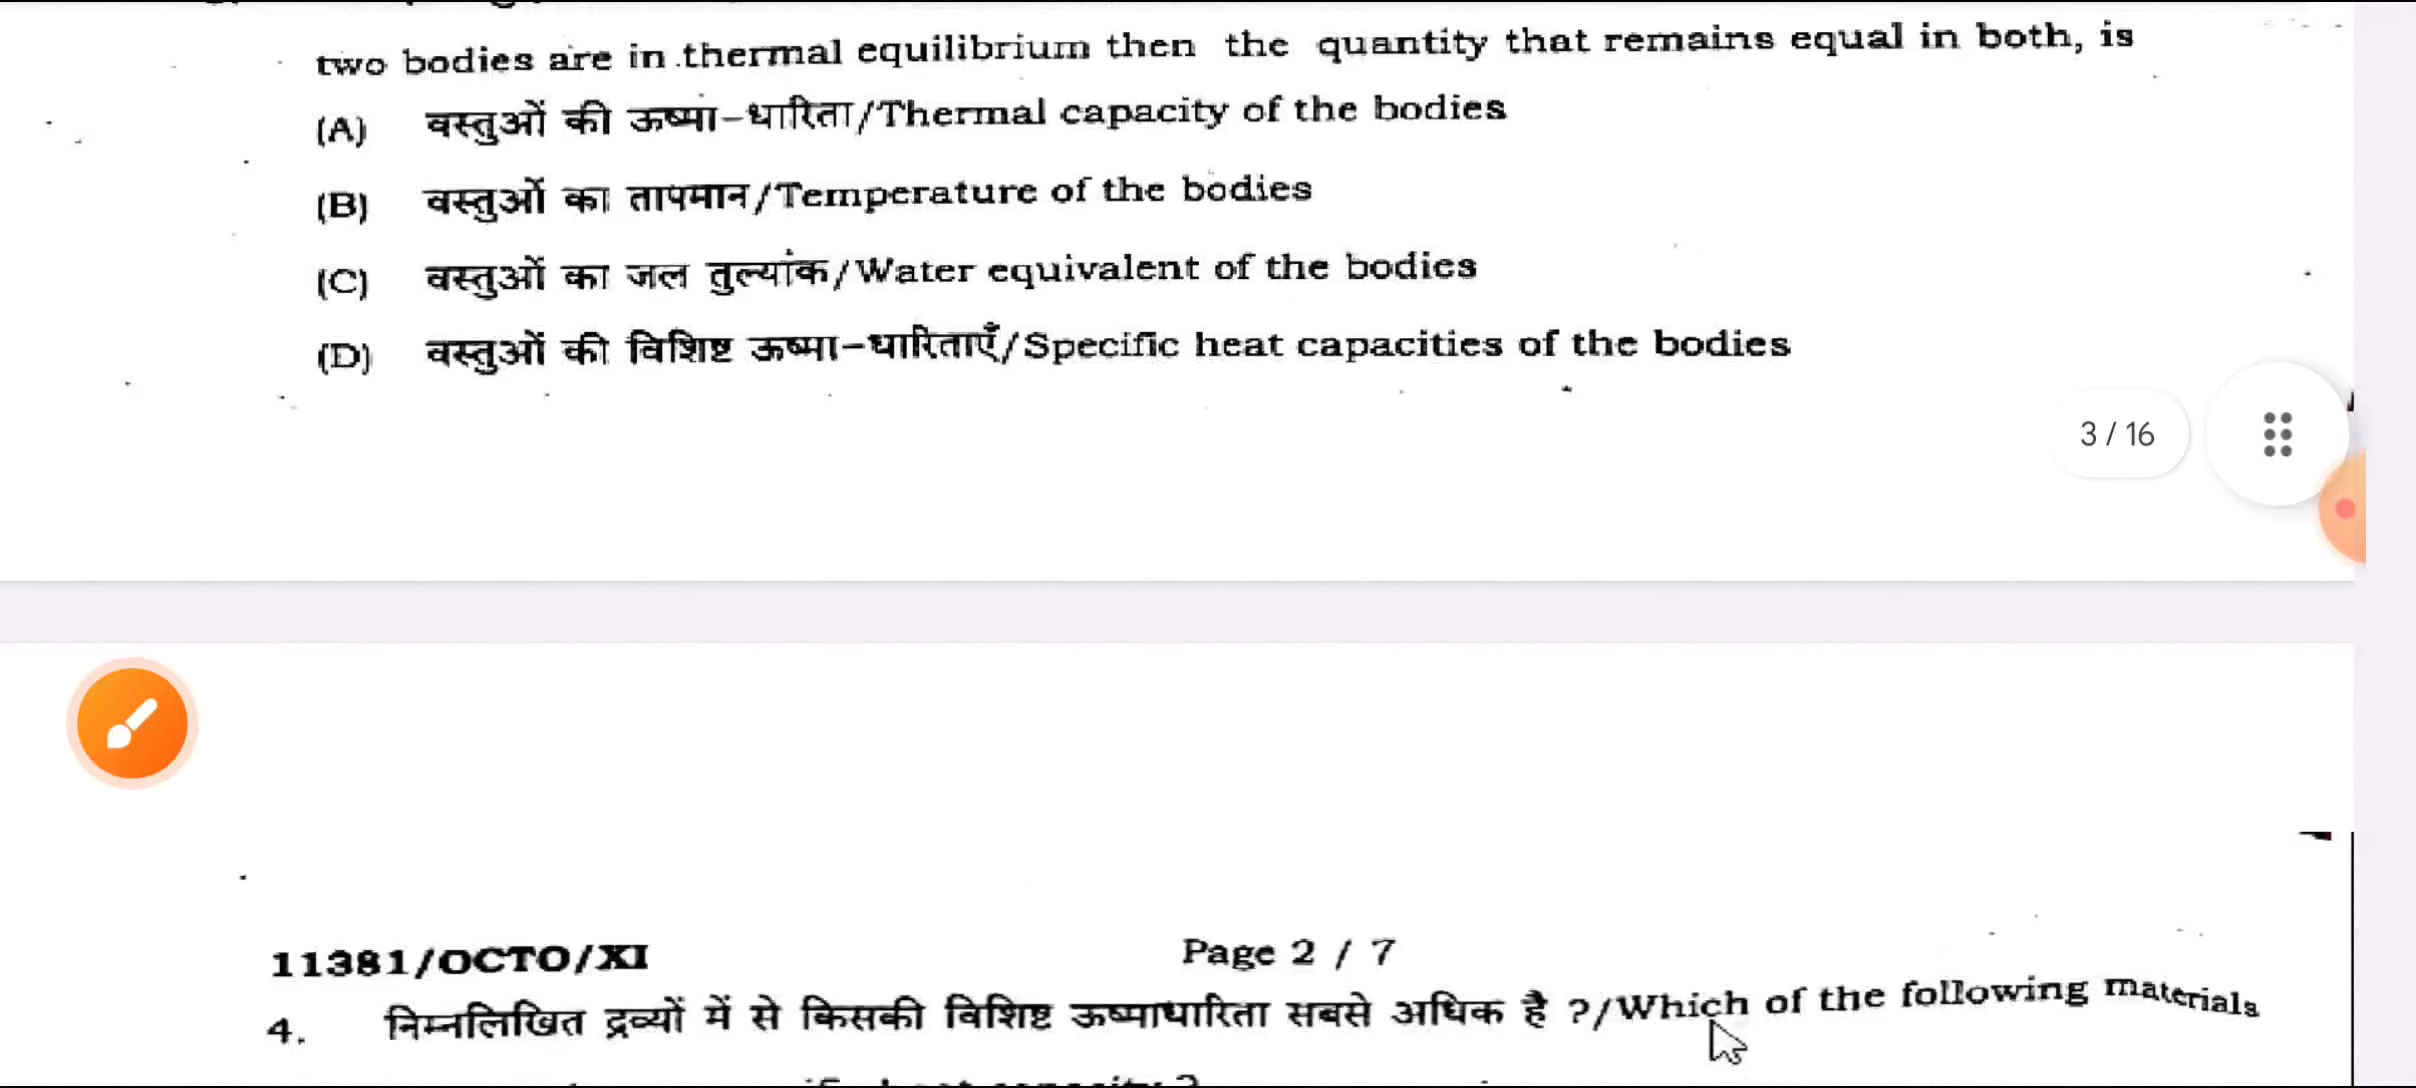 two bodies are in thermal equilibrium then the quantity that remains equal in both, is
(A) वस्तुओं की ऊष्मा-धारिता/Thermal capacity of the bodies
(B) वस्तुओं का तापमान/Temperature of the bodies
(C) वस्तुओं का जल तुल्यांक/Water equivalent of the bodies
(D) वस्तुओं की विशिष्ट ऊष्मा-धारिताएँ/Specific heat capacities of the bodies
3 / 16
11381/OCTO/XI Page 2 / 7
4. निम्नलिखित द्रव्यों में से किसकी विशिष्ट ऊष्माधारिता सबसे अधिक है ?/Which of the following materials